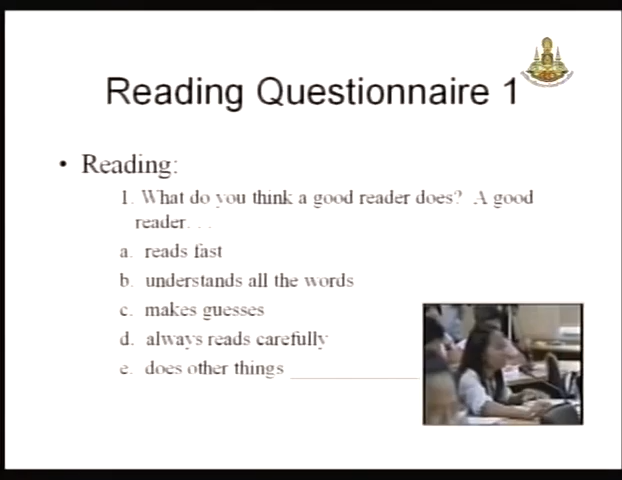 Reading Questionnaire 1
• Reading:
1. What do you think a good reader does? A good
reader. . .
a. reads fast
b. understands all the words
c. makes guesses
d. always reads carefully
e. does other things ____________